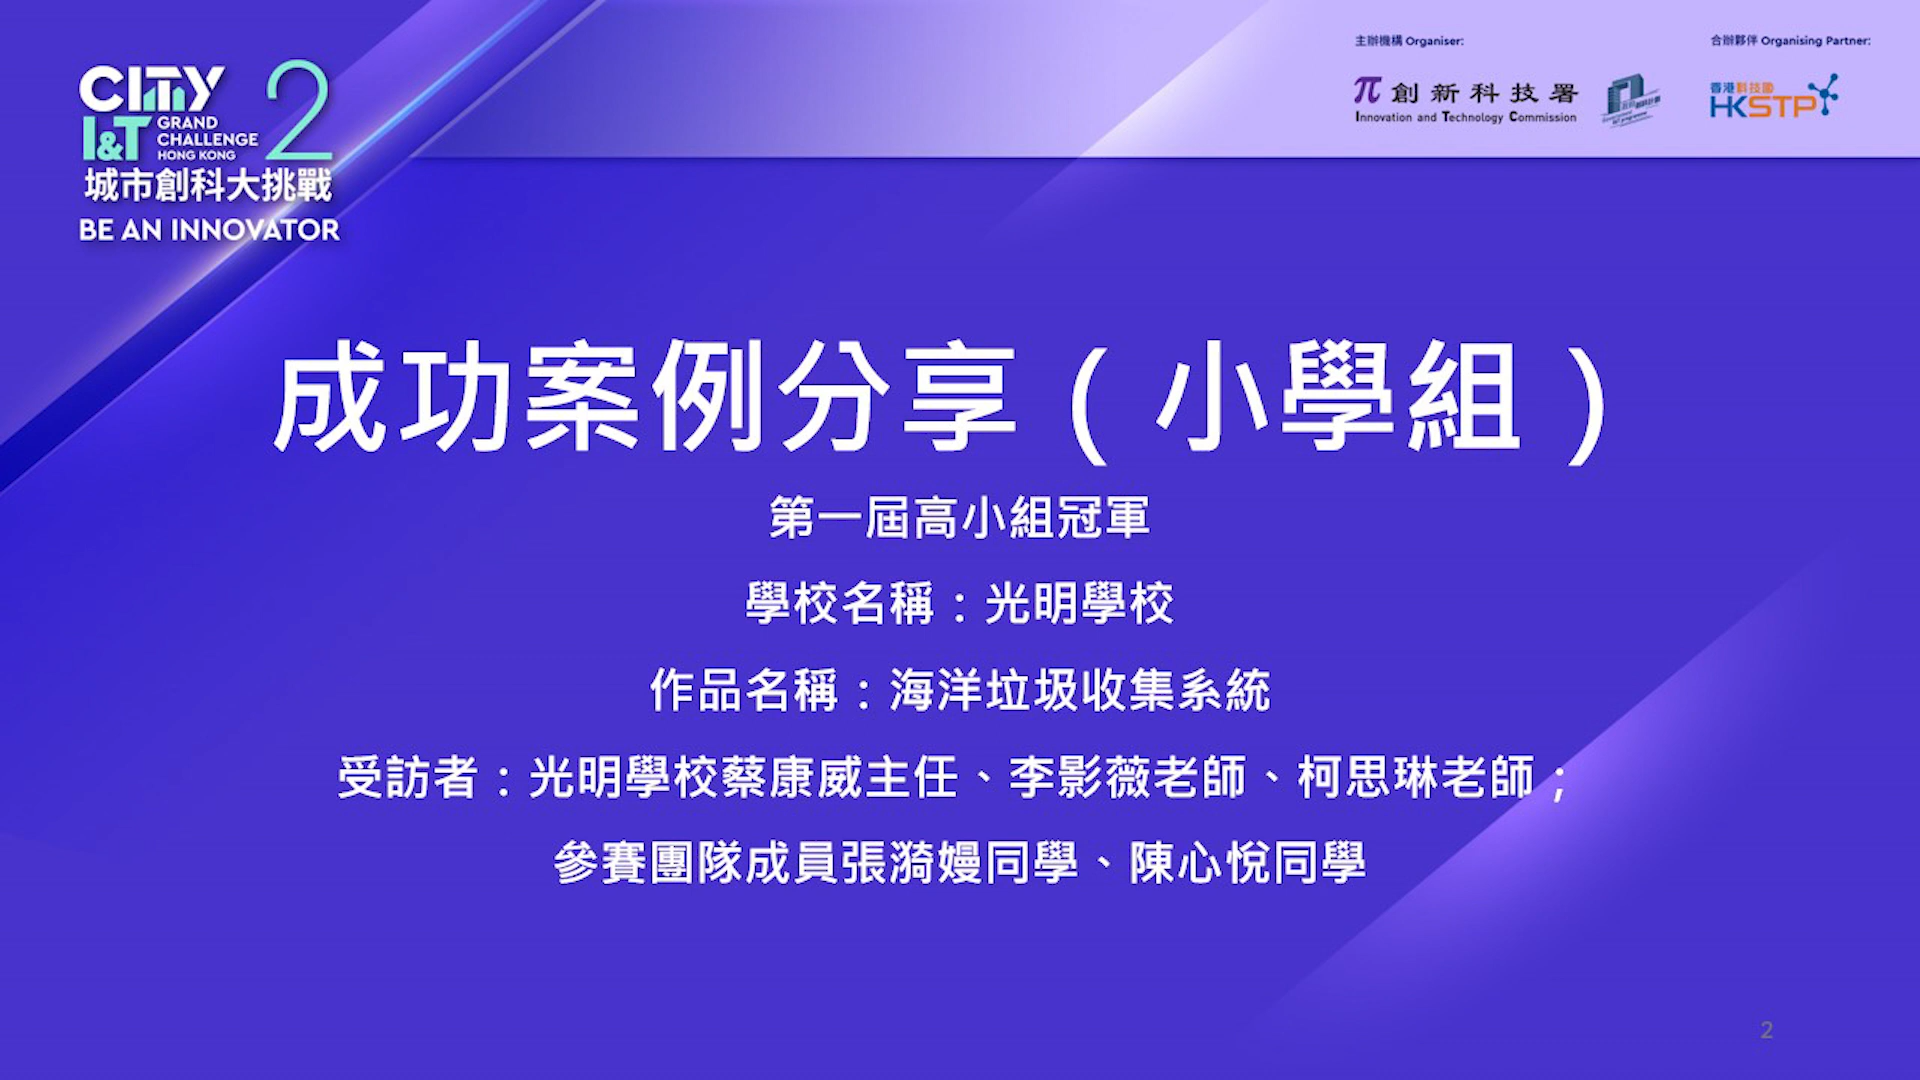 CITY
I&T
GRAND
CHALLENGE
HONG KONG
2
城市創科大挑戰
BE AN INNOVATOR
主辦機構 Organiser:
創新科技署
Innovation and Technology Commission
合辦夥伴 Organising Partner:
香港科技園
HKSTP
成功案例分享（小學組）
第一屆高小組冠軍
學校名稱：光明學校
作品名稱：海洋垃圾收集系統
受訪者：光明學校蔡康威主任、李影薇老師、柯思琳老師；
參賽團隊成員張漪嫚同學、陳心悅同學
2